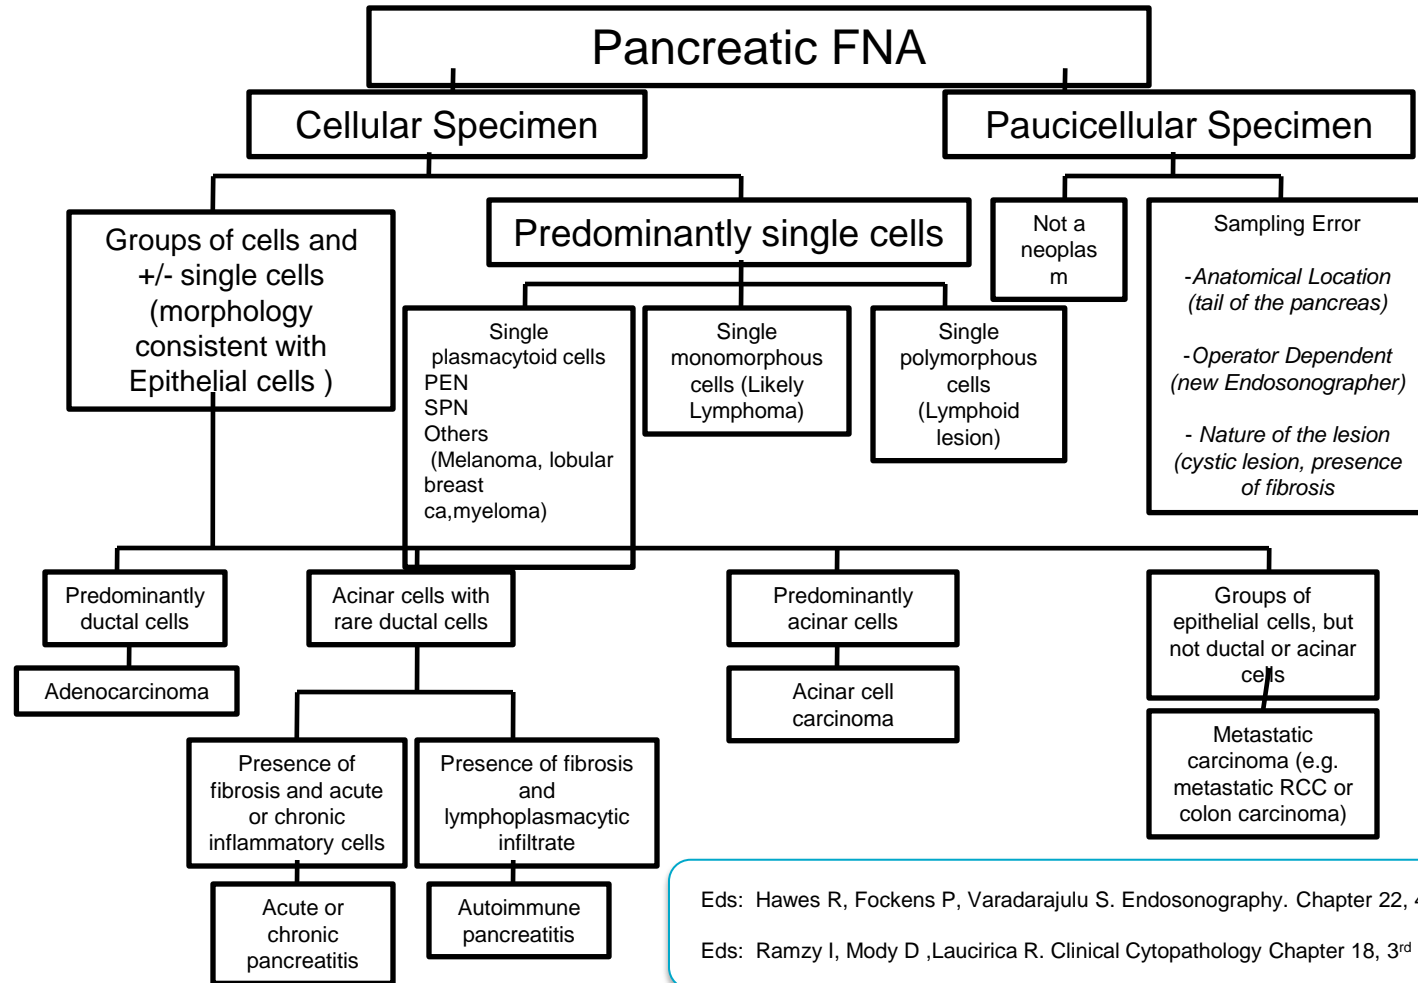 Pancreatic FNA
Cellular Specimen
Paucicellular Specimen
Groups of cells and
+/- single cells
(morphology
consistent with
Epithelial cells )
Predominantly single cells
Not a
neoplas
m
Sampling Error
-Anatomical Location
(tail of the pancreas)
-Operator Dependent
(new Endosonographer)
- Nature of the lesion
(cystic lesion, presence
of fibrosis
Single
plasmacytoid cells
PEN
SPN
Others
(Melanoma, lobular
breast
ca,myeloma)
Single
monomorphous
cells (Likely
Lymphoma)
Single
polymorphous
cells
(Lymphoid
lesion)
Predominantly
ductal cells
Adenocarcinoma
Acinar cells with
rare ductal cells
Presence of
fibrosis and acute
or chronic
inflammatory cells
Acute or
chronic
pancreatitis
Presence of fibrosis
and
lymphoplasmacytic
infiltrate
Autoimmune
pancreatitis
Predominantly
acinar cells
Acinar cell
carcinoma
Groups of
epithelial cells, but
not ductal or acinar
cells
Metastatic
carcinoma (e.g.
metastatic RCC or
colon carcinoma)
Eds: Hawes R, Fockens P, Varadarajulu S. Endosonography. Chapter 22, 4
Eds: Ramzy I, Mody D ,Laucirica R. Clinical Cytopathology Chapter 18, 3rd